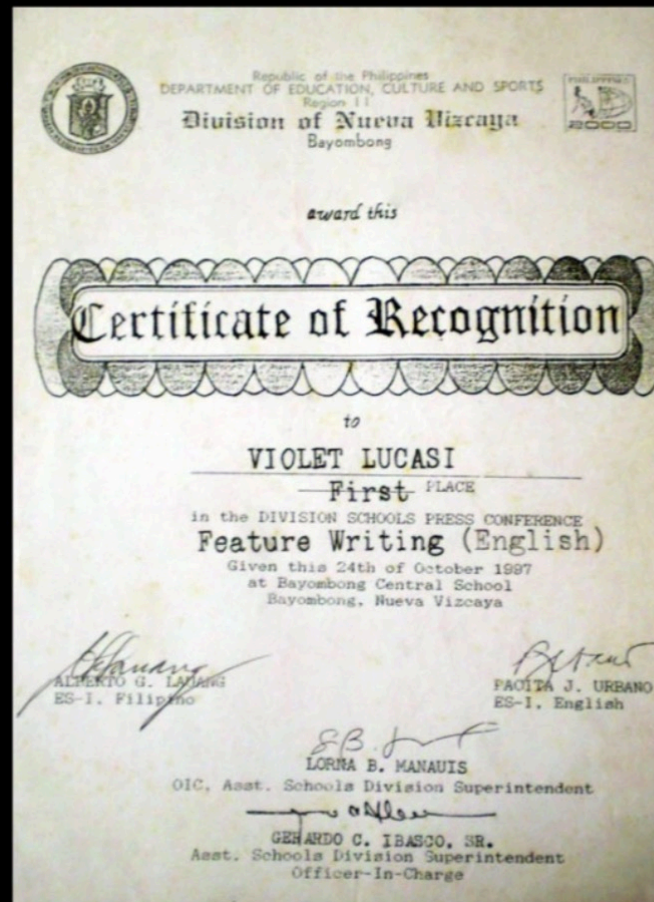 Republic of the Philippines
DEPARTMENT OF EDUCATION, CULTURE AND SPORTS
Region II
Division of Nueva Vizcaya
Bayombong
PHILIPPINES
2000
award this
Certificate of Recognition
to
VIOLET LUCASI
First PLACE
in the DIVISION SCHOOLS PRESS CONFERENCE
Feature Writing (English)
Given this 24th of October 1997
at Bayombong Central School
Bayombong, Nueva Vizcaya
ALBERTO G.
ES-I. Filipino
PACITA J. URBANO
ES-I. English
LORNA B. MANAUIS
OIC, Asst. Schools Division Superintendent
GERARDO C. IBASCO, SR.
Asst. Schools Division Superintendent
Officer-In-Charge